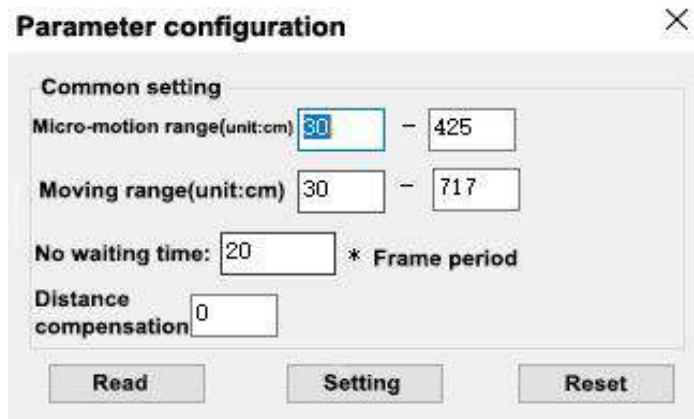 Parameter configuration
Common setting
Micro-motion range(unit:cm) 30 - 425
Moving range(unit:cm) 30 - 717
No waiting time: 20 * Frame period
Distance
compensation 0
Read Setting Reset